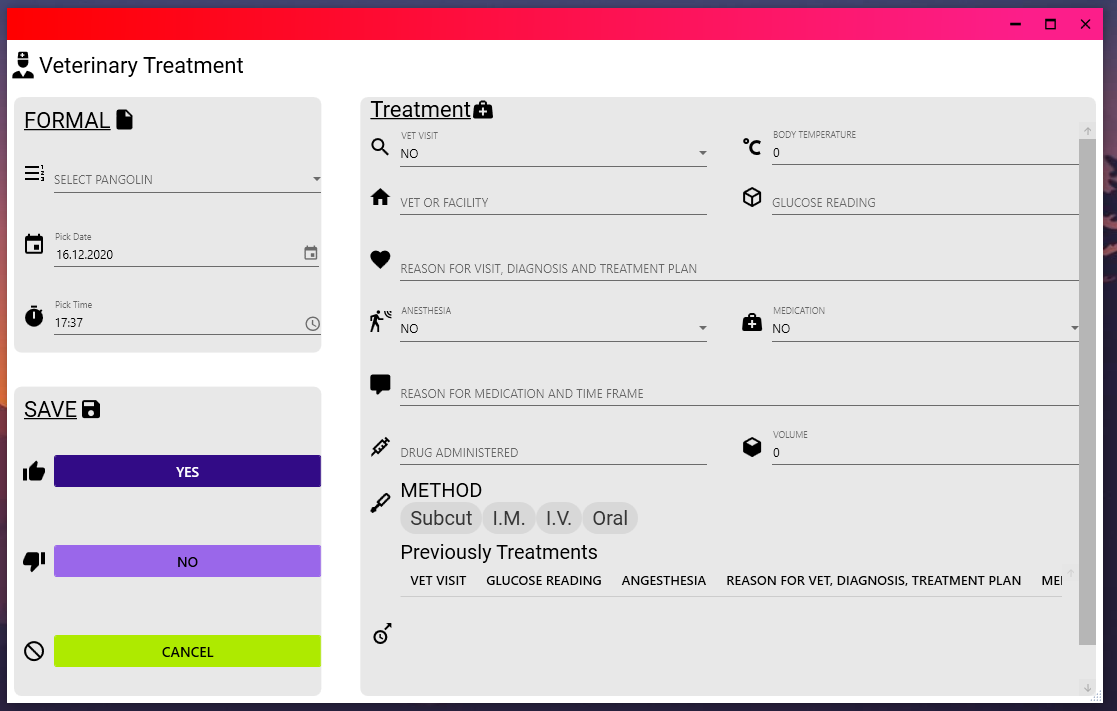 Veterinary Treatment
FORMAL
SELECT PANGOLIN
Pick Date
16.12.2020
Pick Time
17:37
SAVE
YES
NO
CANCEL
Treatment
VET VISIT
NO
BODY TEMPERATURE
°C
0
VET OR FACILITY
GLUCOSE READING
REASON FOR VISIT, DIAGNOSIS AND TREATMENT PLAN
ANESTHESIA
NO
MEDICATION
NO
REASON FOR MEDICATION AND TIME FRAME
DRUG ADMINISTERED
VOLUME
0
METHOD
Subcut I.M. I.V. Oral
Previously Treatments
VET VISIT GLUCOSE READING ANGESTHESIA REASON FOR VET, DIAGNOSIS, TREATMENT PLAN